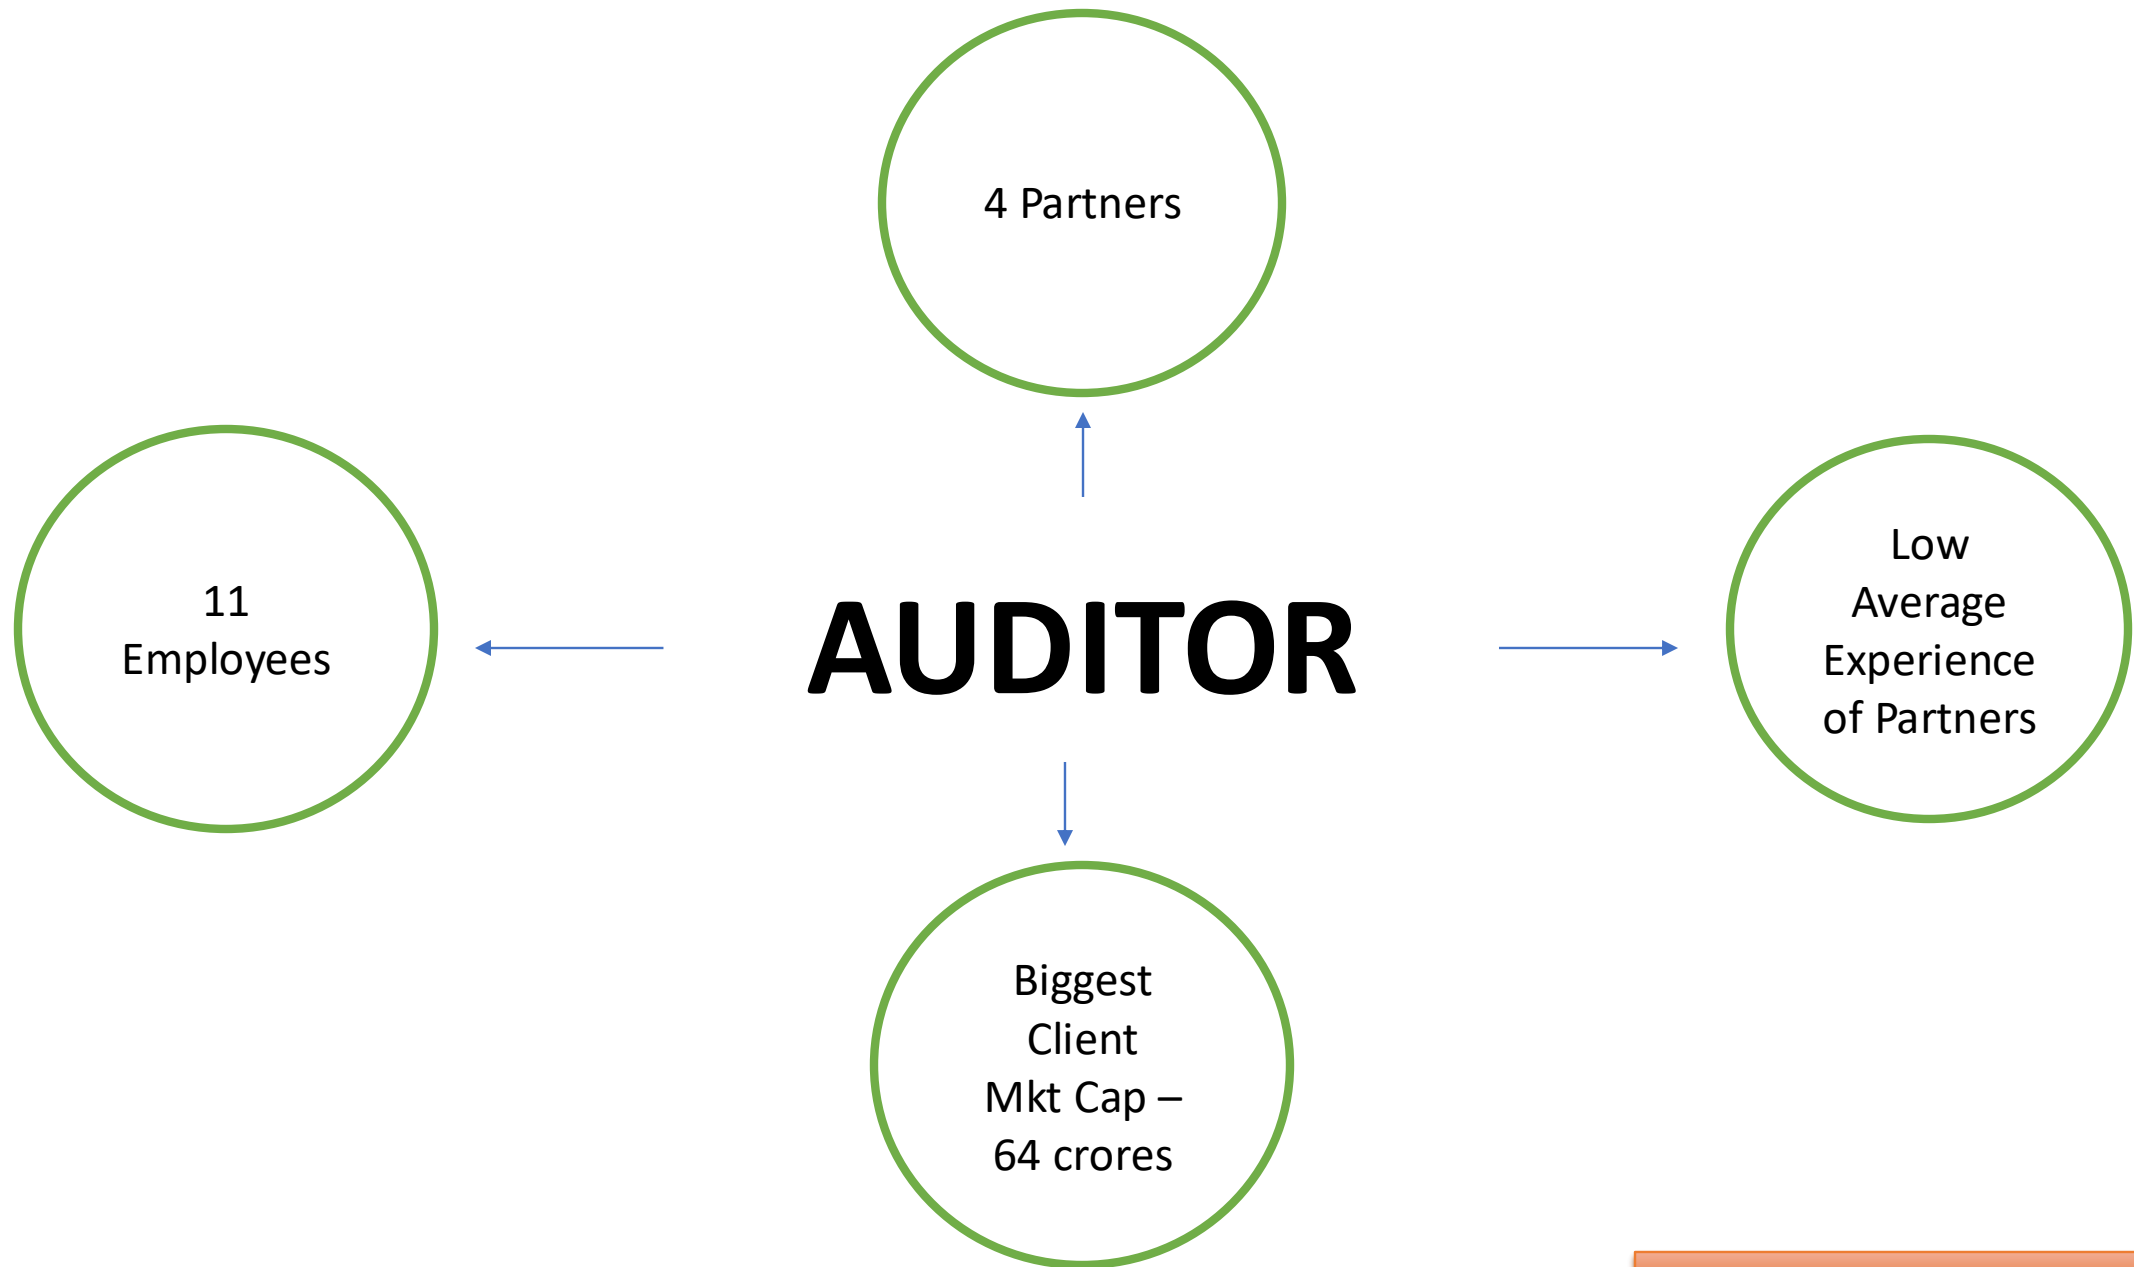 4 Partners
11
Employees
AUDITOR
Low
Average
Experience
of Partners
Biggest
Client
Mkt Cap –
64 crores